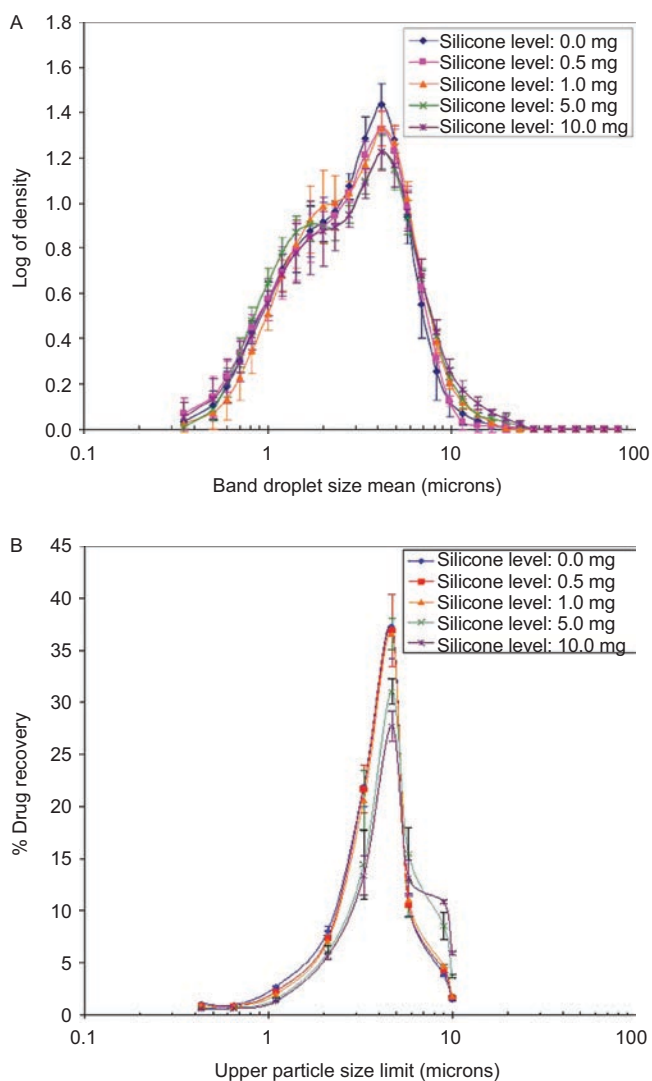 A
Log of density
1.8
1.6
1.4
1.2
1.0
0.8
0.6
0.4
0.2
0.0
Silicone level: 0.0 mg
Silicone level: 0.5 mg
Silicone level: 1.0 mg
Silicone level: 5.0 mg
Silicone level: 10.0 mg
0.1 1 10 100
Band droplet size mean (microns)
B
% Drug recovery
45
40
35
30
25
20
15
10
5
0
Silicone level: 0.0 mg
Silicone level: 0.5 mg
Silicone level: 1.0 mg
Silicone level: 5.0 mg
Silicone level: 10.0 mg
0.1 1 10 100
Upper particle size limit (microns)